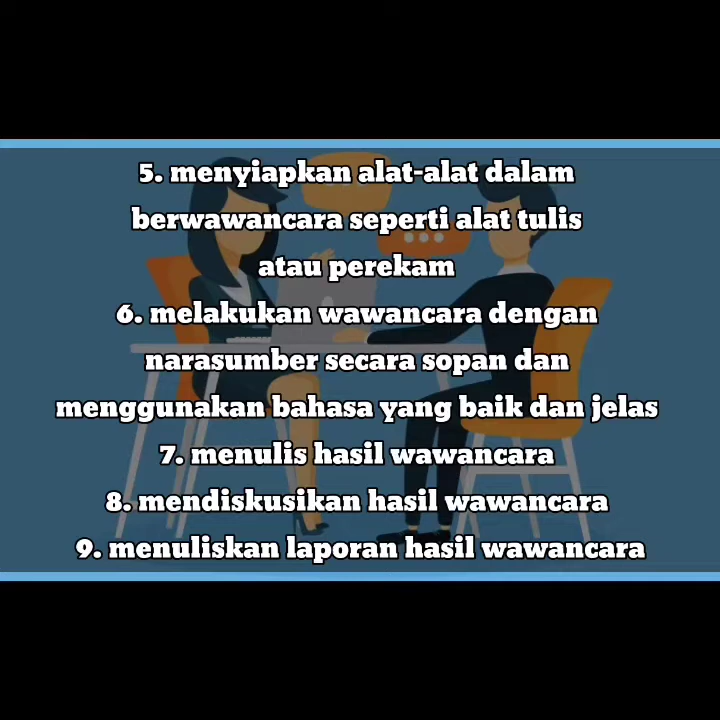 5. menyiapkan alat-alat dalam
berwawancara seperti alat tulis
atau perekam
6. melakukan wawancara dengan
narasumber secara sopan dan
menggunakan bahasa yang baik dan jelas
7. menulis hasil wawancara
8. mendiskusikan hasil wawancara
9. menuliskan laporan hasil wawancara